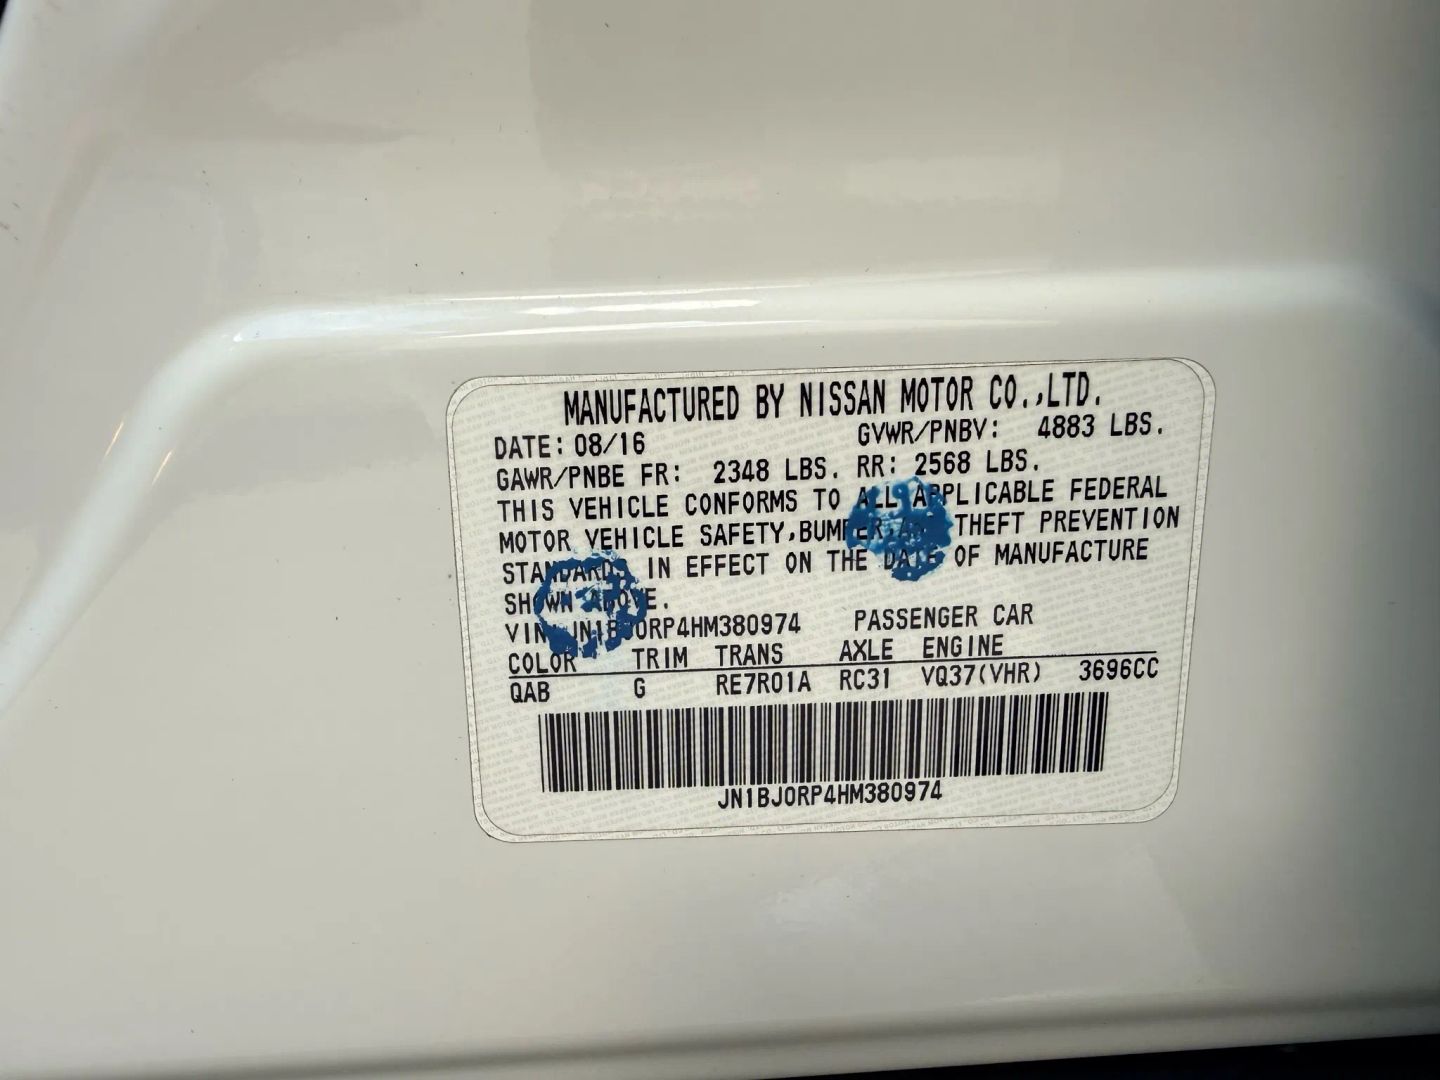 MANUFACTURED BY NISSAN MOTOR CO.,LTD.
DATE: 08/16 GVWR/PNBV: 4883 LBS.
GAWR/PNBE FR: 2348 LBS. RR: 2568 LBS.
THIS VEHICLE CONFORMS TO ALL APPLICABLE FEDERAL
MOTOR VEHICLE SAFETY,BUMPER,AND THEFT PREVENTION
STANDARDS IN EFFECT ON THE DATE OF MANUFACTURE
SHOWN ABOVE.
VIN: JN1BJ0RP4HM380974 PASSENGER CAR
COLOR TRIM TRANS AXLE ENGINE
QAB G RE7R01A RC31 VQ37(VHR) 3696CC
JN1BJ0RP4HM380974